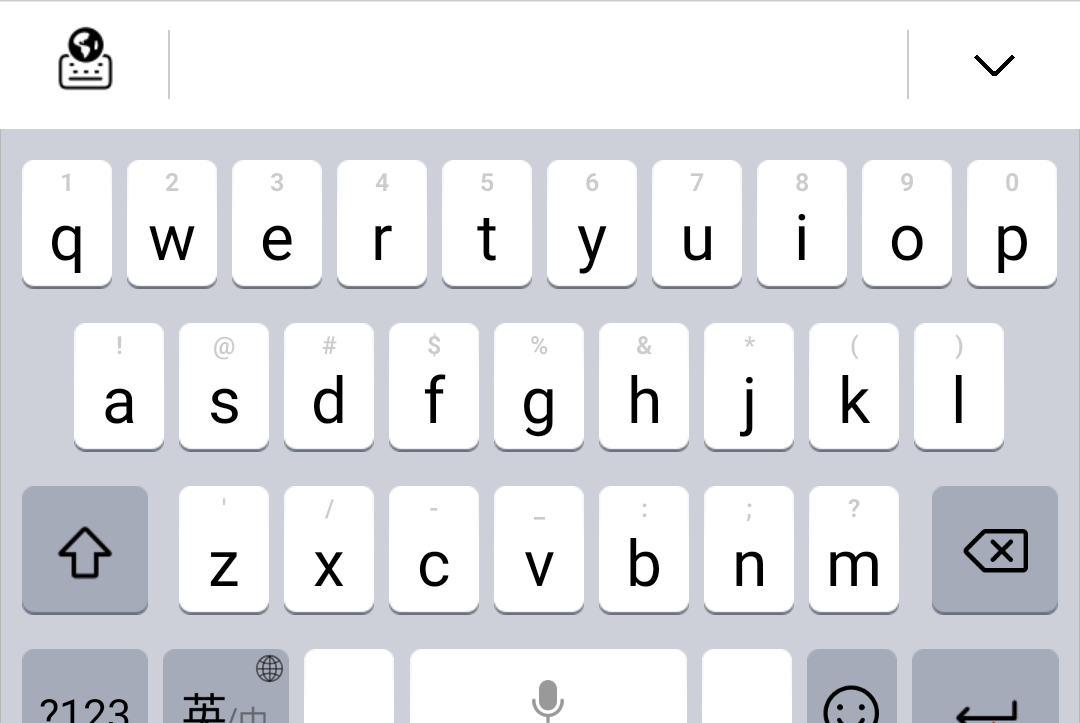 1 2 3 4 5 6 7 8 9 0
q w e r t y u i o p
! @ # $ % & * ( )
a s d f g h j k l
' / - _ : ; ?
z x c v b n m
?123 英/中